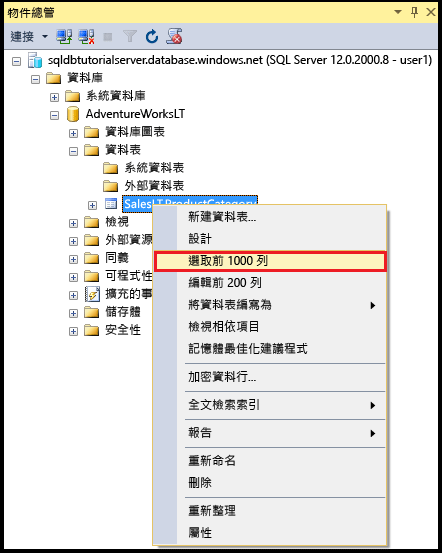 物件總管
連接
sqldbtutorialserver.database.windows.net (SQL Server 12.0.2000.8 - user1)
資料庫
系統資料庫
AdventureWorksLT
資料庫圖表
資料表
系統資料表
外部資料表
SalesLT.ProductCategory
檢視
外部資源
同義
可程式性
擴充的事
儲存體
安全性
新建資料表...
設計
選取前 1000 列
編輯前 200 列
將資料表編寫為
檢視相依項目
記憶體最佳化建議程式
加密資料行...
全文檢索索引
報告
重新命名
刪除
重新整理
屬性